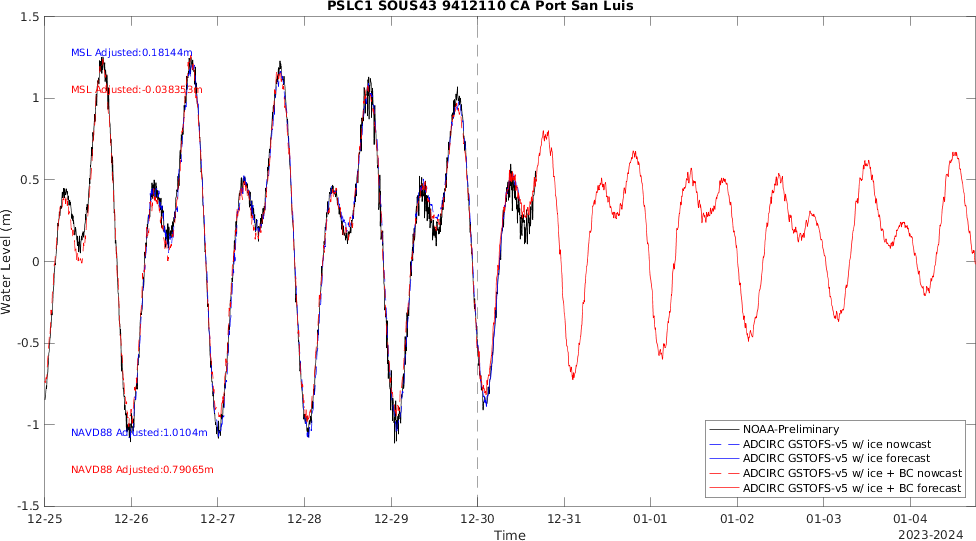 PSLC1 SOUS43 9412110 CA Port San Luis
1.5
1
0.5
0
-0.5
-1
-1.5
Water Level (m)
MSL Adjusted:0.18144m
MSL Adjusted:-0.038353m
NAVD88 Adjusted:1.0104m
NAVD88 Adjusted:0.79065m
NOAA-Preliminary
ADCIRC GSTOFS-v5 w/ ice nowcast
ADCIRC GSTOFS-v5 w/ ice forecast
ADCIRC GSTOFS-v5 w/ ice + BC nowcast
ADCIRC GSTOFS-v5 w/ ice + BC forecast
12-25 12-26 12-27 12-28 12-29 12-30 12-31 01-01 01-02 01-03 01-04
Time
2023-2024